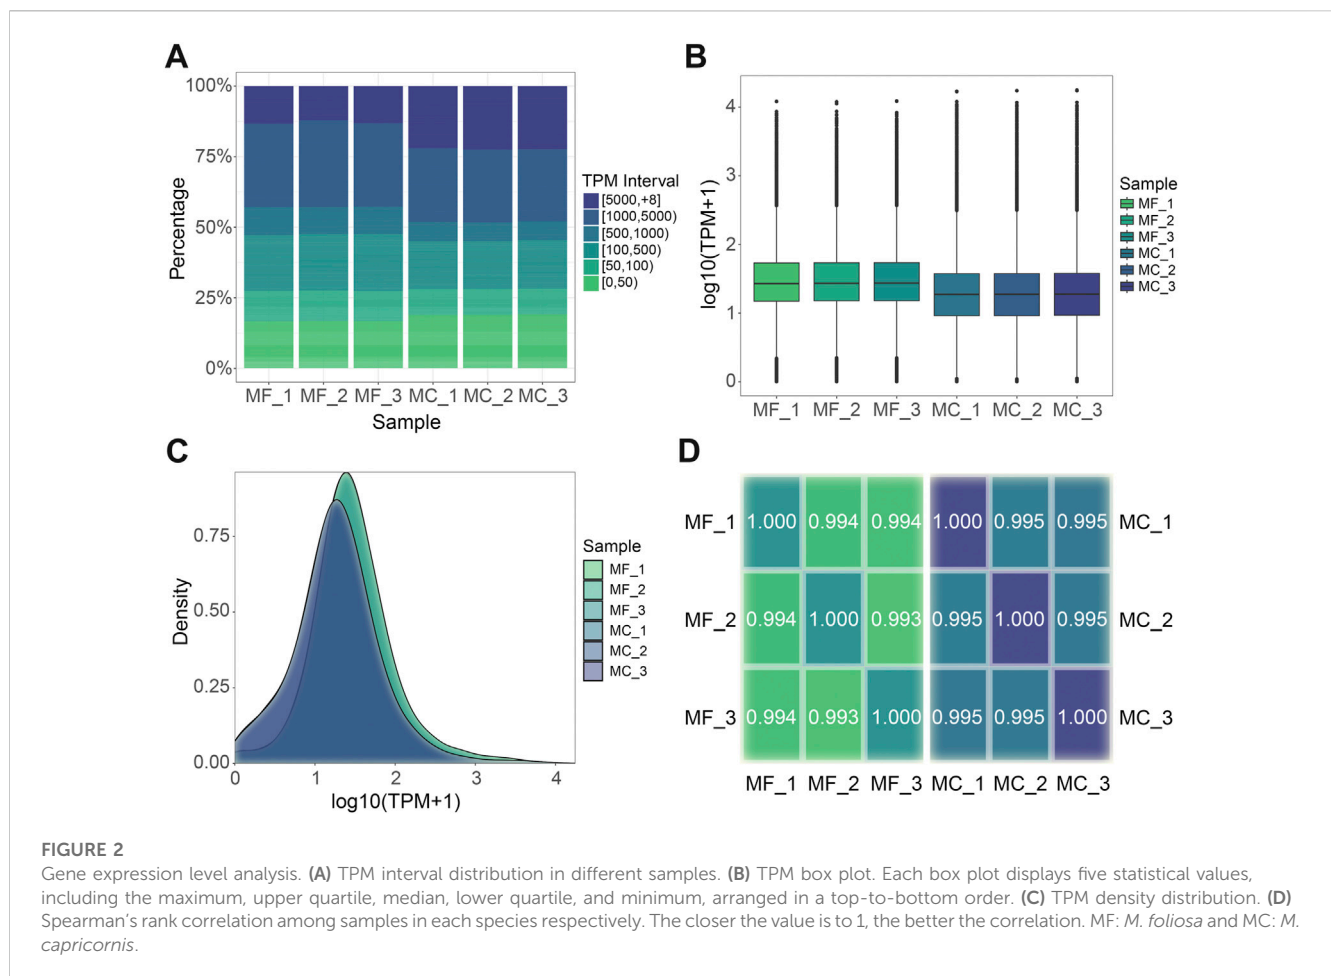 A
100%
75%
50%
25%
0%
Percentage
MF_1 MF_2 MF_3 MC_1 MC_2 MC_3
Sample
TPM Interval
[5000,+8]
[1000,5000)
[500,1000)
[100,500)
[50,100)
[0,50)
B
4
3
2
1
0
log10(TPM+1)
MF_1 MF_2 MF_3 MC_1 MC_2 MC_3
Sample
MF_1
MF_2
MF_3
MC_1
MC_2
MC_3
C
0.75
0.50
0.25
0.00
Density
0 1 2 3 4
log10(TPM+1)
Sample
MF_1
MF_2
MF_3
MC_1
MC_2
MC_3
D
MF_1 1.000 0.994 0.994 1.000 0.995 0.995 MC_1
MF_2 0.994 1.000 0.993 0.995 1.000 0.995 MC_2
MF_3 0.994 0.993 1.000 0.995 0.995 1.000 MC_3
MF_1 MF_2 MF_3 MC_1 MC_2 MC_3
FIGURE 2
Gene expression level analysis. (A) TPM interval distribution in different samples. (B) TPM box plot. Each box plot displays five statistical values,
including the maximum, upper quartile, median, lower quartile, and minimum, arranged in a top-to-bottom order. (C) TPM density distribution. (D)
Spearman's rank correlation among samples in each species respectively. The closer the value is to 1, the better the correlation. MF: M. foliosa and MC: M.
capricornis.